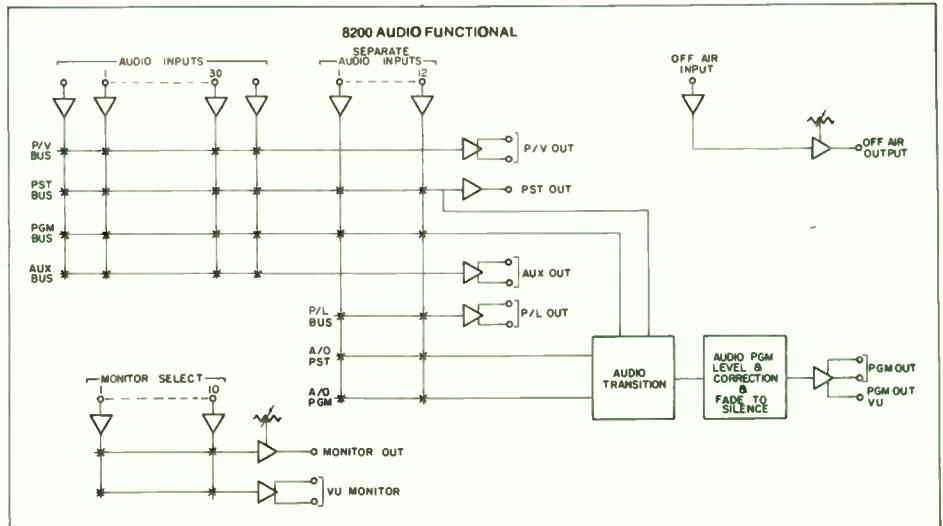 8200 AUDIO FUNCTIONAL
AUDIO INPUTS
1 30
SEPARATE
AUDIO INPUTS
1 12
OFF AIR
INPUT
P/V
BUS
P/V OUT
OFF AIR
OUTPUT
PST
BUS
PST OUT
PGM
BUS
AUX
BUS
AUX OUT
P/L
BUS
P/L OUT
A/O
PST
A/O
PGM
AUDIO
TRANSITION
AUDIO PGM
LEVEL &
CORRECTION
&
FADE TO
SILENCE
PGM OUT
PGM OUT
VU
MONITOR SELECT
1 10
MONITOR OUT
VU MONITOR